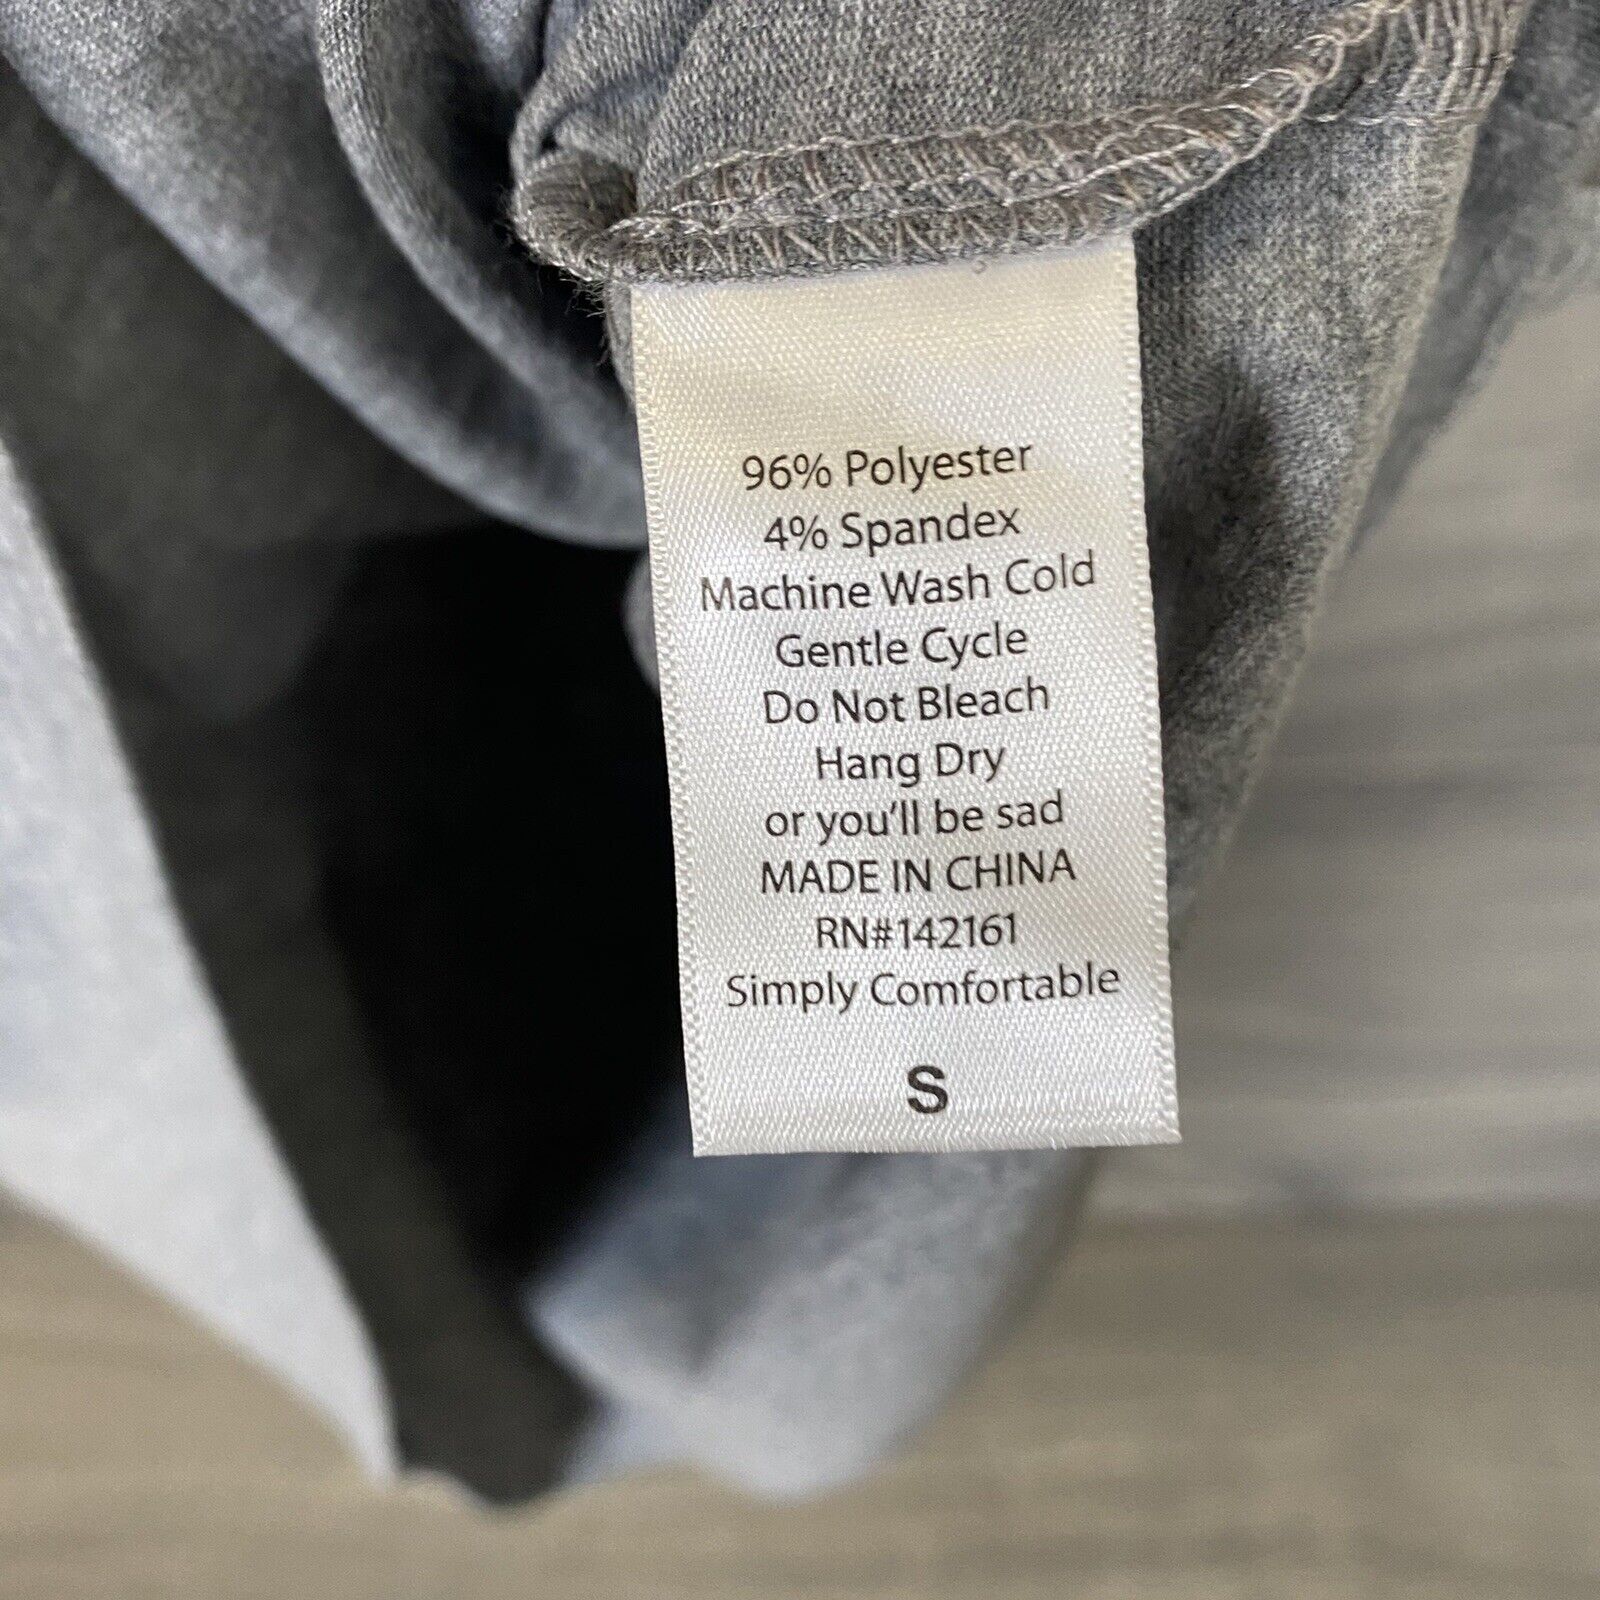 96% Polyester
4% Spandex
Machine Wash Cold
Gentle Cycle
Do Not Bleach
Hang Dry
or you'll be sad
MADE IN CHINA
RN#142161
Simply Comfortable
S